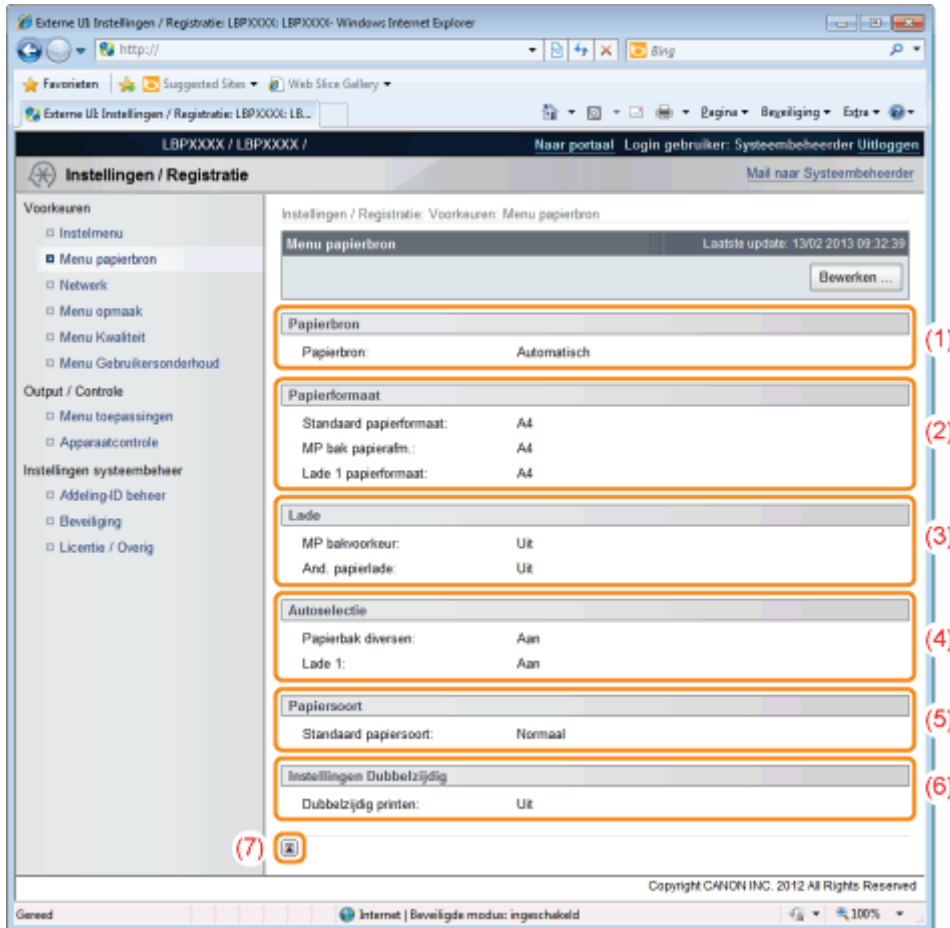 Externe UI: Instellingen / Registratie: LBPXXXX: LBPXXXX - Windows Internet Explorer
http://
Bing
Favorieten Suggested Sites Web Slice Gallery
Externe UI: Instellingen / Registratie: LBPXXXX: LB...
Pagina Beveiliging Extra
LBPXXXX / LBPXXXX /
Naar portaal Login gebruiker: Systeembeheerder Uitloggen
Instellingen / Registratie
Mail naar Systeembeheerder
Voorkeuren
Instelmenu
Menu papierbron
Netwerk
Menu opmaak
Menu Kwaliteit
Menu Gebruikersonderhoud
Output / Controle
Menu toepassingen
Apparaatcontrole
Instellingen systeembeheer
Afdeling-ID beheer
Beveiliging
Licentie / Overig
Instellingen / Registratie: Voorkeuren: Menu papierbron
Menu papierbron
Laatste update: 13/02 2013 09:32:39
Bewerken ...
Papierbron
Papierbron: Automatisch
(1)
Papierformaat
Standaard papierformaat: A4
MP bak papierafm.: A4
Lade 1 papierformaat: A4
(2)
Lade
MP bakvoorkeur: Uit
And. papierlade: Uit
(3)
Autoselectie
Papierbak diversen: Aan
Lade 1: Aan
(4)
Papiersoort
Standaard papiersoort: Normaal
(5)
Instellingen Dubbelzijdig
Dubbelzijdig printen: Uit
(6)
(7)
Copyright CANON INC. 2012 All Rights Reserved
Gereed
Internet | Beveiligde modus: ingeschakeld
100%